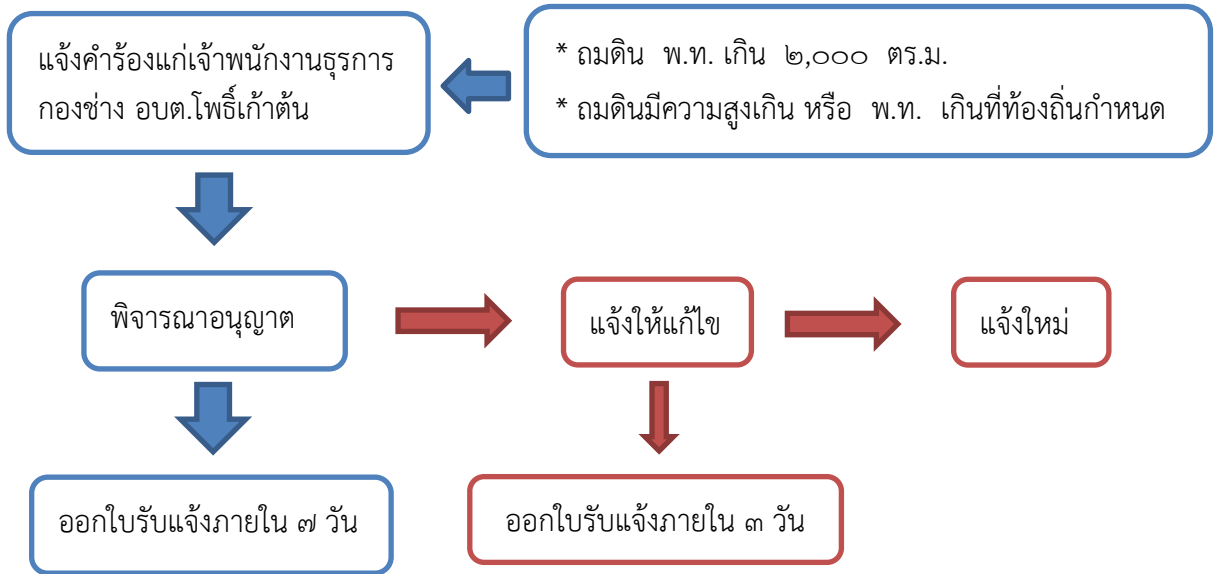 แจ้งคำร้องแก่เจ้าพนักงานธุรการ
กองช่าง อบต.โพธิ์เก้าต้น
* ถมดิน พ.ท. เกิน ๒,๐๐๐ ตร.ม.
* ถมดินมีความสูงเกิน หรือ พ.ท. เกินที่ท้องถิ่นกำหนด
พิจารณาอนุญาต
แจ้งให้แก้ไข
แจ้งใหม่
ออกใบรับแจ้งภายใน ๗ วัน
ออกใบรับแจ้งภายใน ๓ วัน